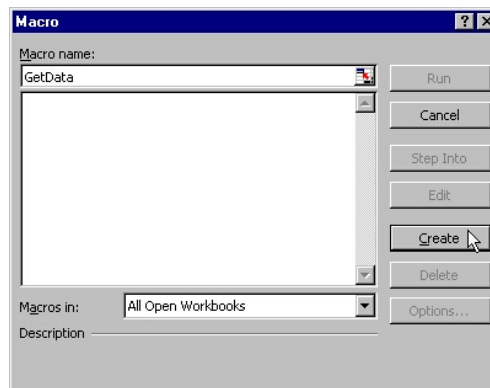 Macro
Macro name:
GetData
Run
Cancel
Step Into
Edit
Create
Delete
Macros in:
All Open Workbooks
Options...
Description